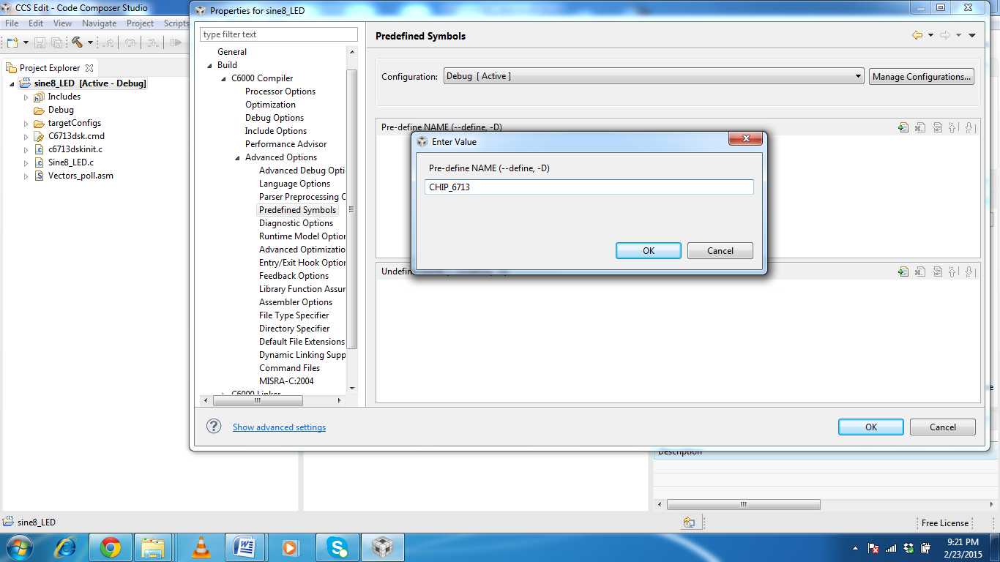 CCS Edit - Code Composer Studio
File Edit View Navigate Project Scripts
Project Explorer
sine8_LED [Active - Debug]
Includes
Debug
targetConfigs
C6713dsk.cmd
c6713dskinit.c
Sine8_LED.c
Vectors_poll.asm
Properties for sine8_LED
type filter text
General
Build
C6000 Compiler
Processor Options
Optimization
Debug Options
Include Options
Performance Advisor
Advanced Options
Advanced Debug Opti
Language Options
Parser Preprocessing C
Predefined Symbols
Diagnostic Options
Runtime Model Option
Advanced Optimizatio
Entry/Exit Hook Option
Feedback Options
Library Function Assur
Assembler Options
File Type Specifier
Directory Specifier
Default File Extensions
Dynamic Linking Supp
Command Files
MISRA-C:2004
C6000 Linker
Predefined Symbols
Configuration: Debug [ Active ] Manage Configurations...
Pre-define NAME (--define, -D)
Enter Value
Pre-define NAME (--define, -D)
CHIP_6713
OK Cancel
Undefin
Show advanced settings
OK Cancel
Description
sine8_LED
Free License
9:21 PM
2/23/2015